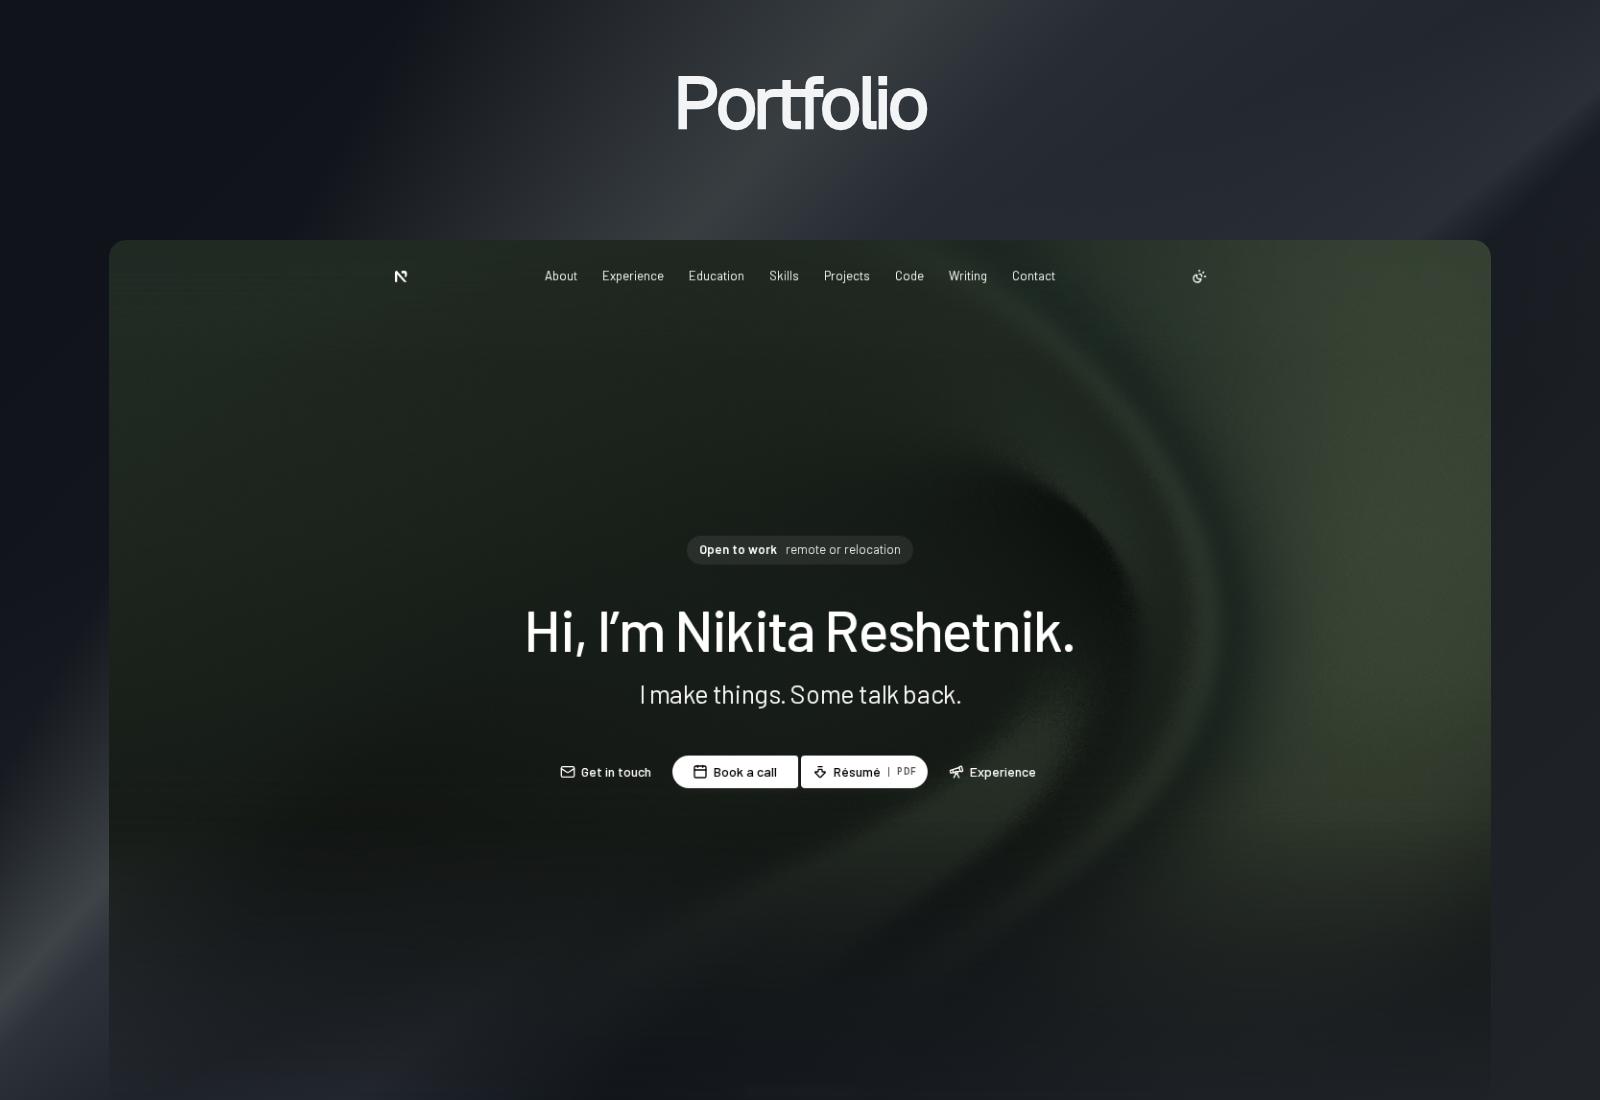 Portfolio
About Experience Education Skills Projects Code Writing Contact
Open to work remote or relocation
Hi, I’m Nikita Reshetnik.
I make things. Some talk back.
Get in touch Book a call Résumé | PDF Experience